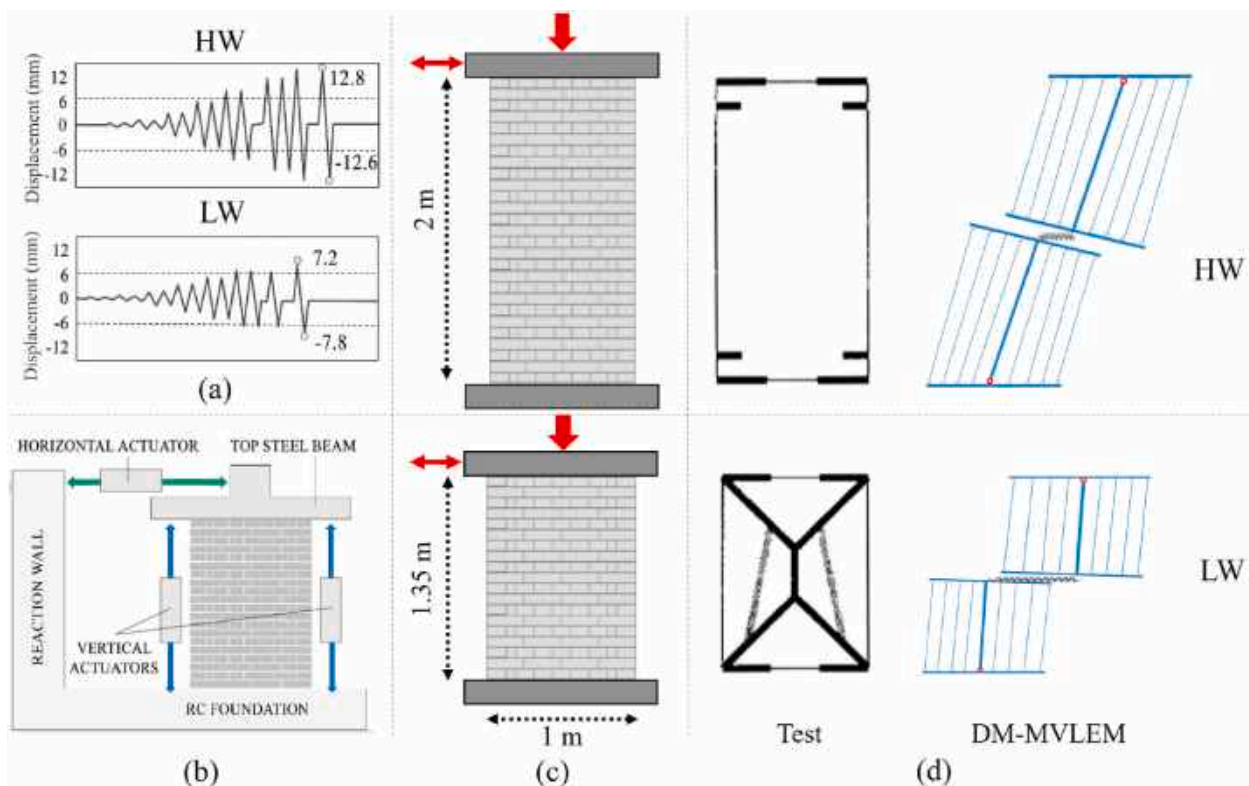 HW
Displacement (mm)
12
6
0
-6
-12
12.8
-12.6
LW
Displacement (mm)
12
6
0
-6
-12
7.2
-7.8
(a)
HORIZONTAL ACTUATOR
TOP STEEL BEAM
REACTION WALL
VERTICAL
ACTUATORS
RC FOUNDATION
(b)
2 m
1.35 m
1 m
(c)
HW
LW
Test
DM-MVLEM
(d)